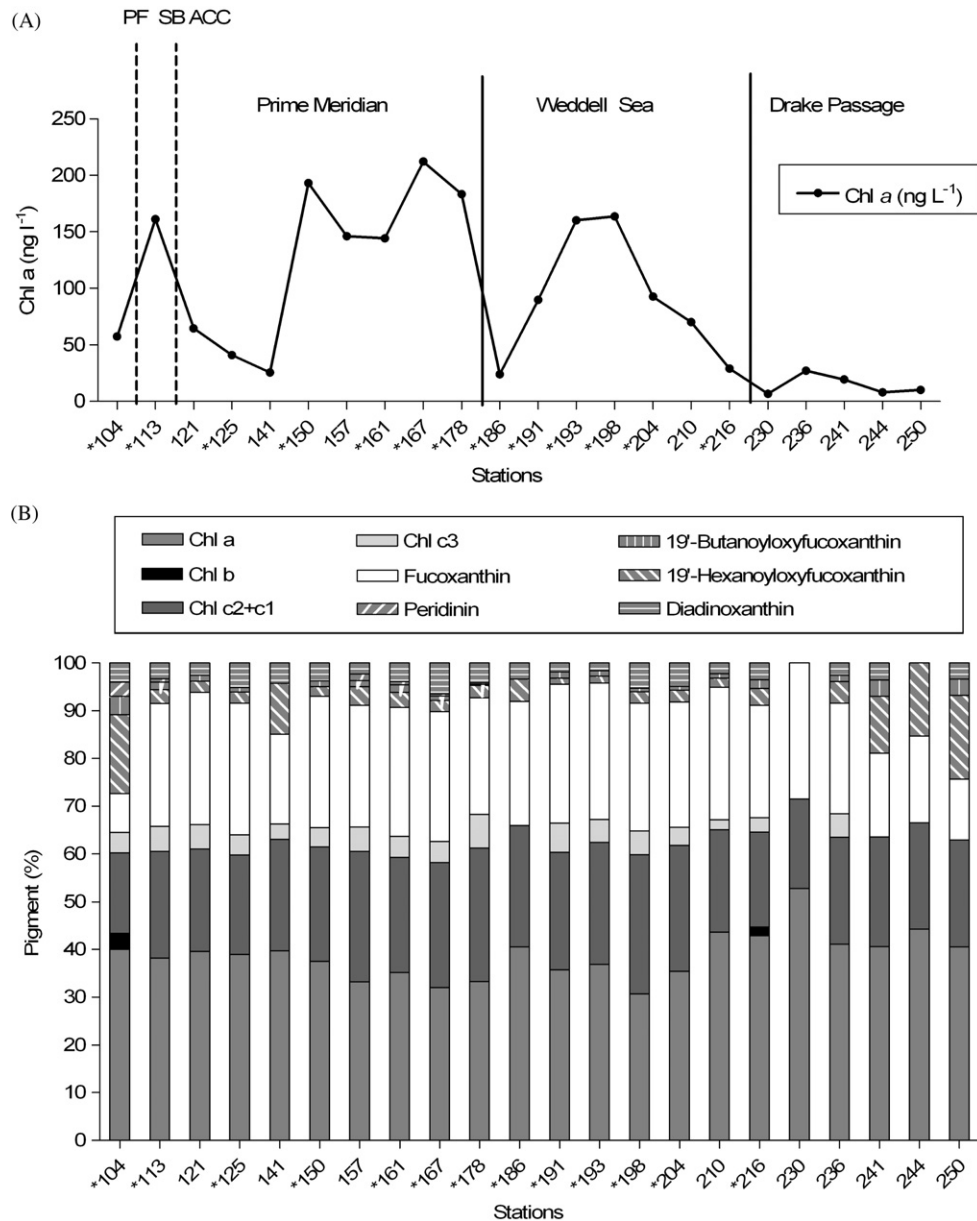 (A)
PF SB ACC
Prime Meridian
Weddell Sea
Drake Passage
250
200
150
100
50
0
Chl a (ng l⁻¹)
Chl a (ng L⁻¹)
*104 *113 121 *125 141 *150 157 *161 *167 *178 *186 *191 *193 *198 *204 210 *216 230 236 241 244 250
Stations
(B)
Chl a
Chl c3
19'-Butanoyloxyfucoxanthin
Chl b
Fucoxanthin
19'-Hexanoyloxyfucoxanthin
Chl c2+c1
Peridinin
Diadinoxanthin
100
90
80
70
60
50
40
30
20
10
0
Pigment (%)
*104 *113 121 *125 141 *150 157 *161 *167 *178 *186 *191 *193 *198 *204 210 *216 230 236 241 244 250
Stations